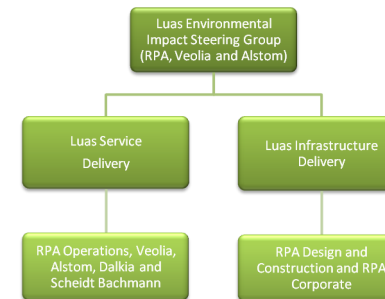 Luas Environmental
Impact Steering Group
(RPA, Veolia and Alstom)
Luas Service
Delivery
Luas Infrastructure
Delivery
RPA Operations, Veolia,
Alstom, Dalkia and
Scheidt Bachmann
RPA Design and
Construction and RPA
Corporate